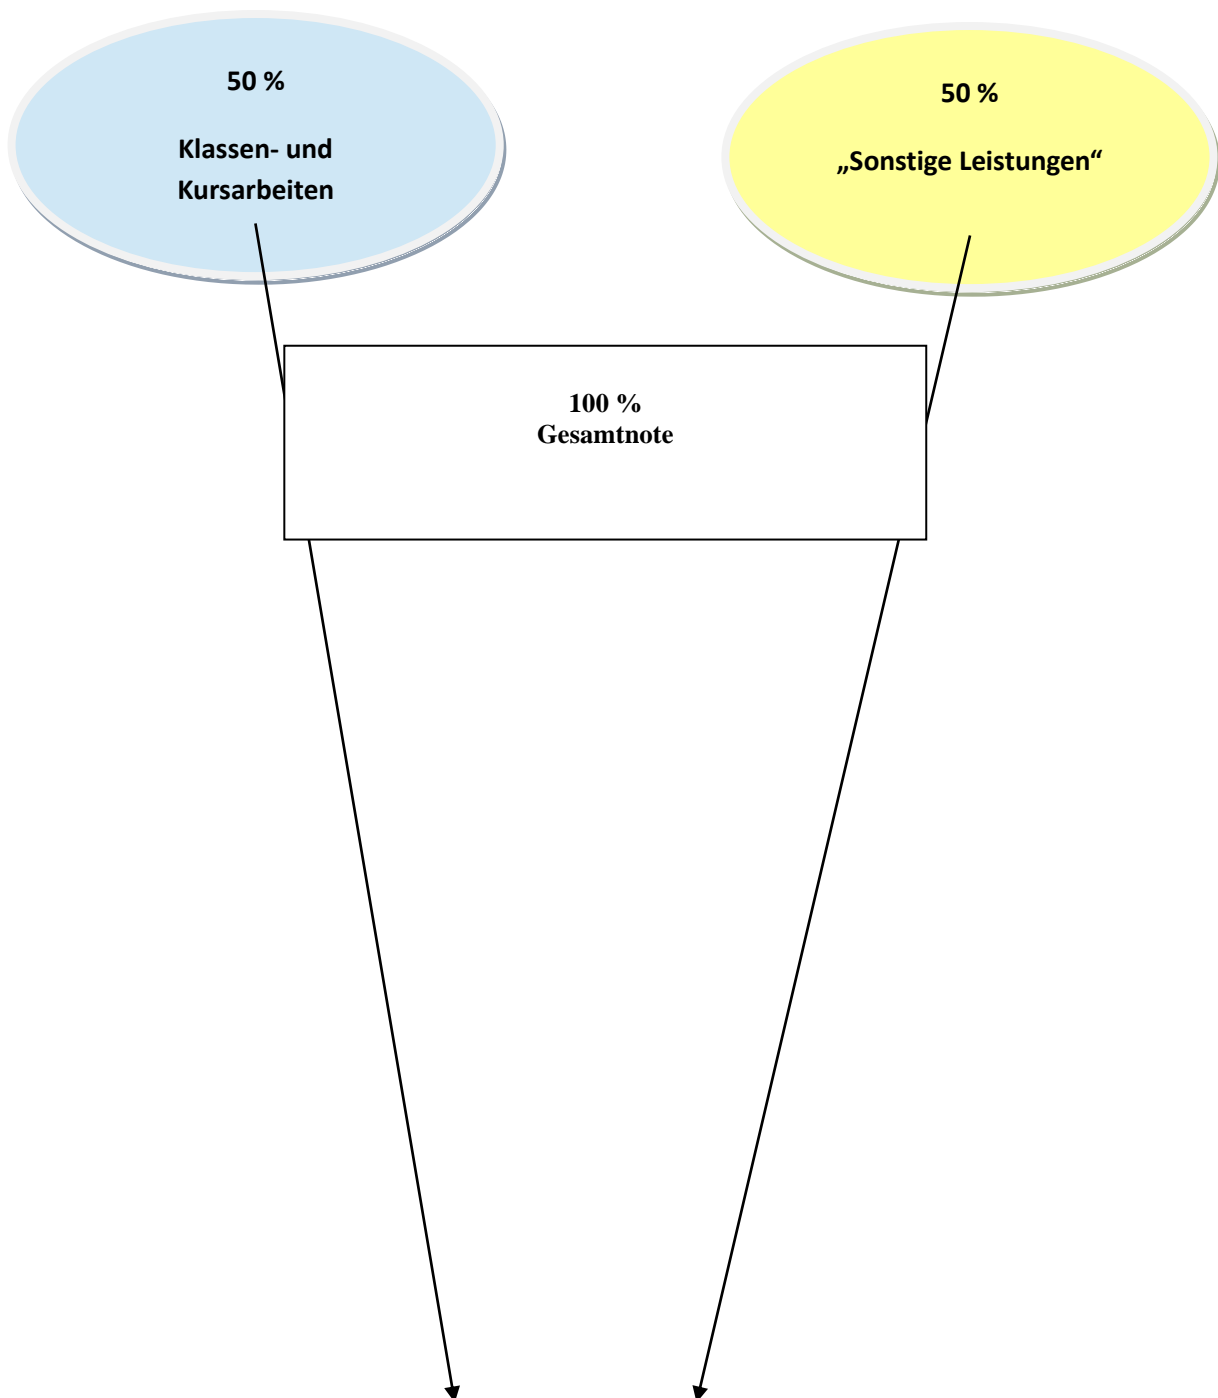 50 %
Klassen- und
Kursarbeiten
50 %
„Sonstige Leistungen“
100 %
Gesamtnote